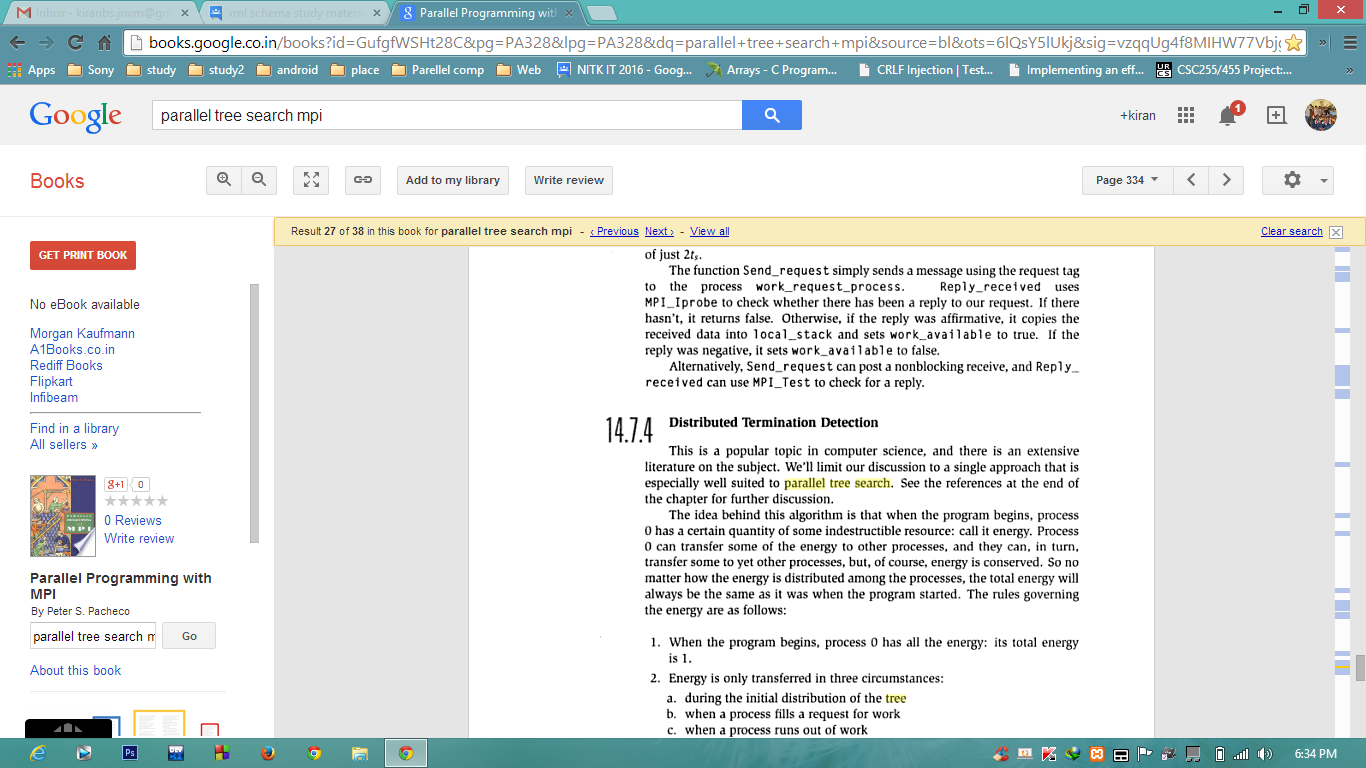 Inbox - kiranbs.jnvm@gm
xml schema study materi
Parallel Programming with
books.google.co.in/books?id=GufgfWSHt28C&pg=PA328&lpg=PA328&dq=parallel+tree+search+mpi&source=bl&ots=6lQsY5lUkj&sig=vzqqUg4f8MIHW77Vbjg
Apps Sony study study2 android place Parellel comp Web NITK IT 2016 - Goog... Arrays - C Program... CRLF Injection | Test... Implementing an eff... CSC255/455 Project:...
Google
parallel tree search mpi
+kiran
1
Books
Add to my library
Write review
Page 334
Result 27 of 38 in this book for parallel tree search mpi - ‹ Previous Next › - View all
Clear search
GET PRINT BOOK
No eBook available
Morgan Kaufmann
A1Books.co.in
Rediff Books
Flipkart
Infibeam
Find in a library
All sellers »
g+1 0
0 Reviews
Write review
Parallel Programming with
MPI
By Peter S. Pacheco
parallel tree search m
Go
About this book
of just 2ts.
The function Send_request simply sends a message using the request tag
to the process work_request_process. Reply_received uses
MPI_Iprobe to check whether there has been a reply to our request. If there
hasn't, it returns false. Otherwise, if the reply was affirmative, it copies the
received data into local_stack and sets work_available to true. If the
reply was negative, it sets work_available to false.
Alternatively, Send_request can post a nonblocking receive, and Reply_
received can use MPI_Test to check for a reply.
14.7.4 Distributed Termination Detection
This is a popular topic in computer science, and there is an extensive
literature on the subject. We'll limit our discussion to a single approach that is
especially well suited to parallel tree search. See the references at the end of
the chapter for further discussion.
The idea behind this algorithm is that when the program begins, process
0 has a certain quantity of some indestructible resource: call it energy. Process
0 can transfer some of the energy to other processes, and they can, in turn,
transfer some to yet other processes, but, of course, energy is conserved. So no
matter how the energy is distributed among the processes, the total energy will
always be the same as it was when the program started. The rules governing
the energy are as follows:
1. When the program begins, process 0 has all the energy: its total energy
is 1.
2. Energy is only transferred in three circumstances:
a. during the initial distribution of the tree
b. when a process fills a request for work
c. when a process runs out of work
6:34 PM